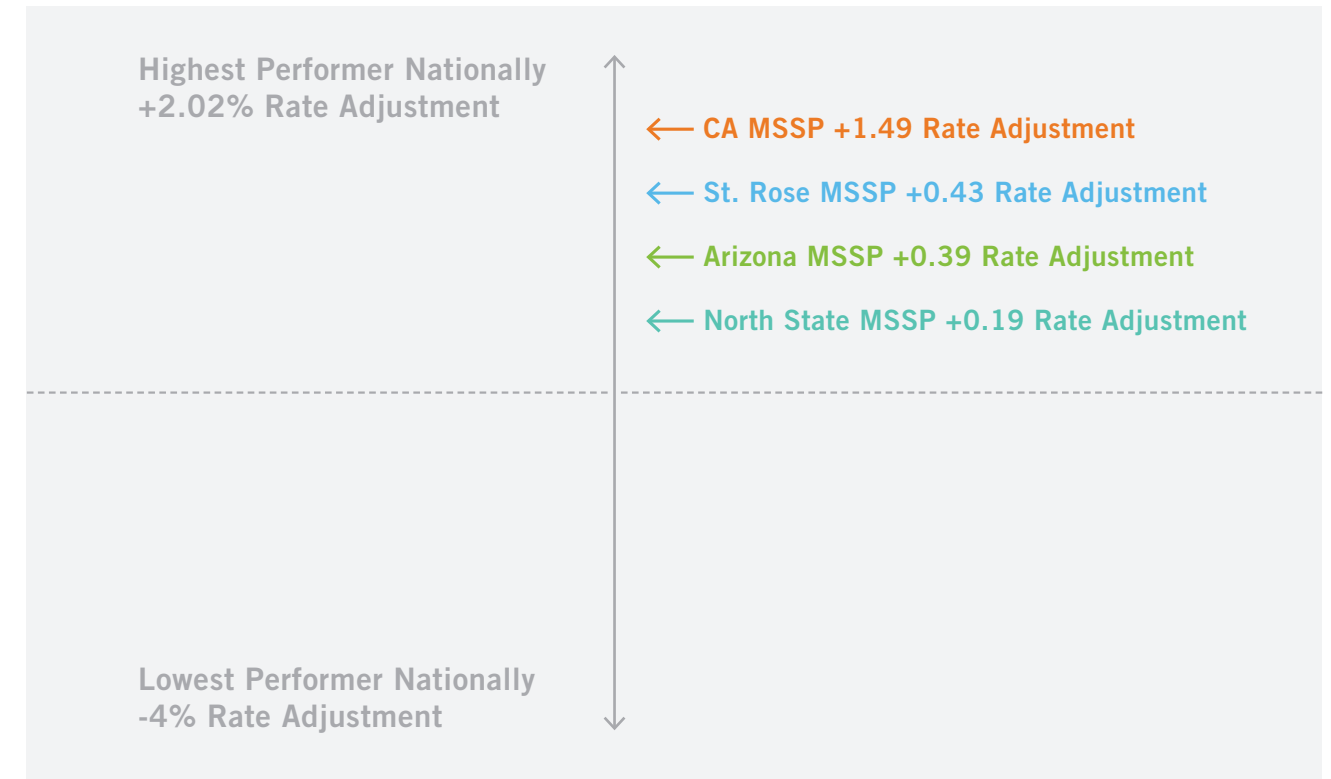 Highest Performer Nationally
+2.02% Rate Adjustment
CA MSSP +1.49 Rate Adjustment
St. Rose MSSP +0.43 Rate Adjustment
Arizona MSSP +0.39 Rate Adjustment
North State MSSP +0.19 Rate Adjustment
Lowest Performer Nationally
-4% Rate Adjustment